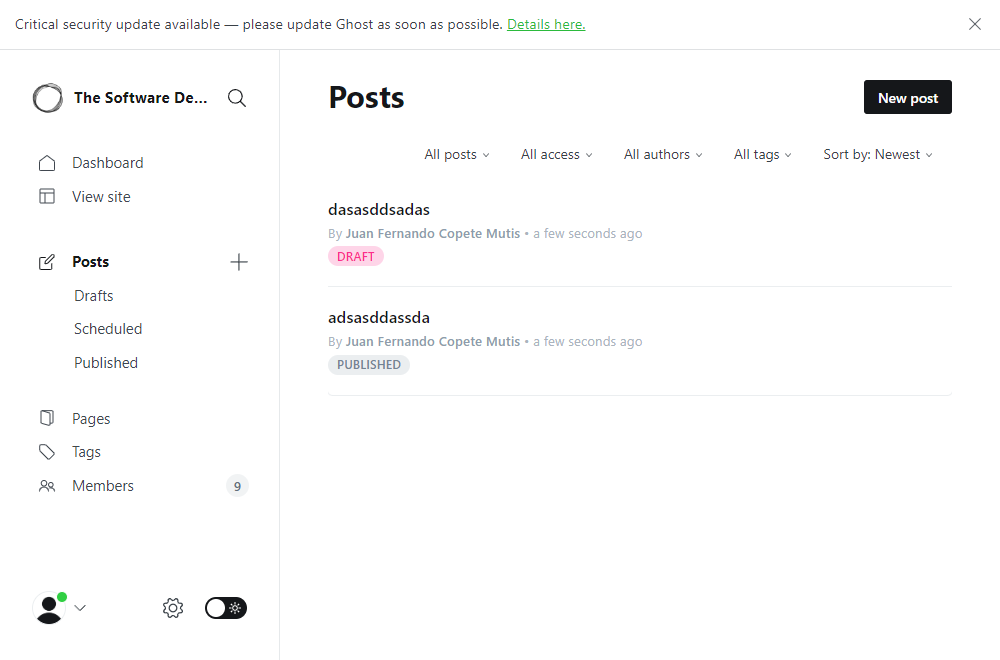 Critical security update available — please update Ghost as soon as possible. Details here.
The Software De...
Dashboard
View site
Posts
Drafts
Scheduled
Published
Pages
Tags
Members 9
Posts
New post
All posts All access All authors All tags Sort by: Newest
dasasddsadas
By Juan Fernando Copete Mutis • a few seconds ago
DRAFT
adsasddassda
By Juan Fernando Copete Mutis • a few seconds ago
PUBLISHED